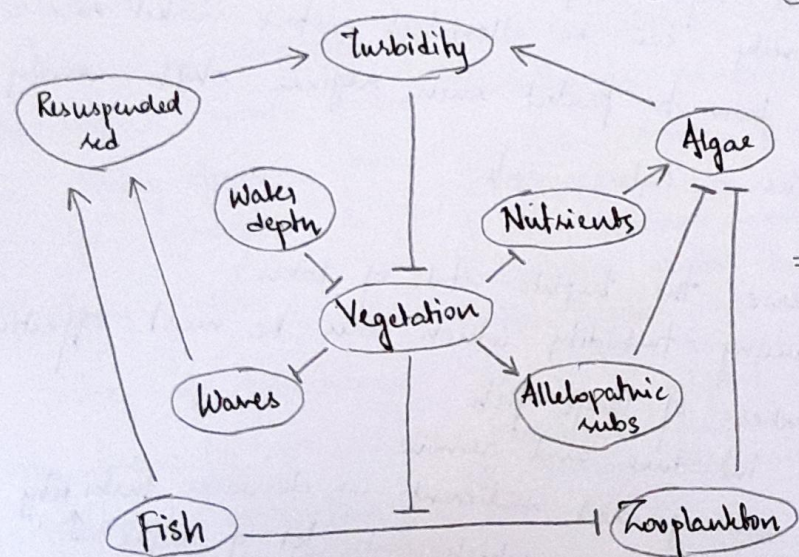 Turbidity
Resuspended
sed
Algae
Water
depth
Nutrients
Vegetation
Waves
Allelopathic
subs
Fish
Zooplankton